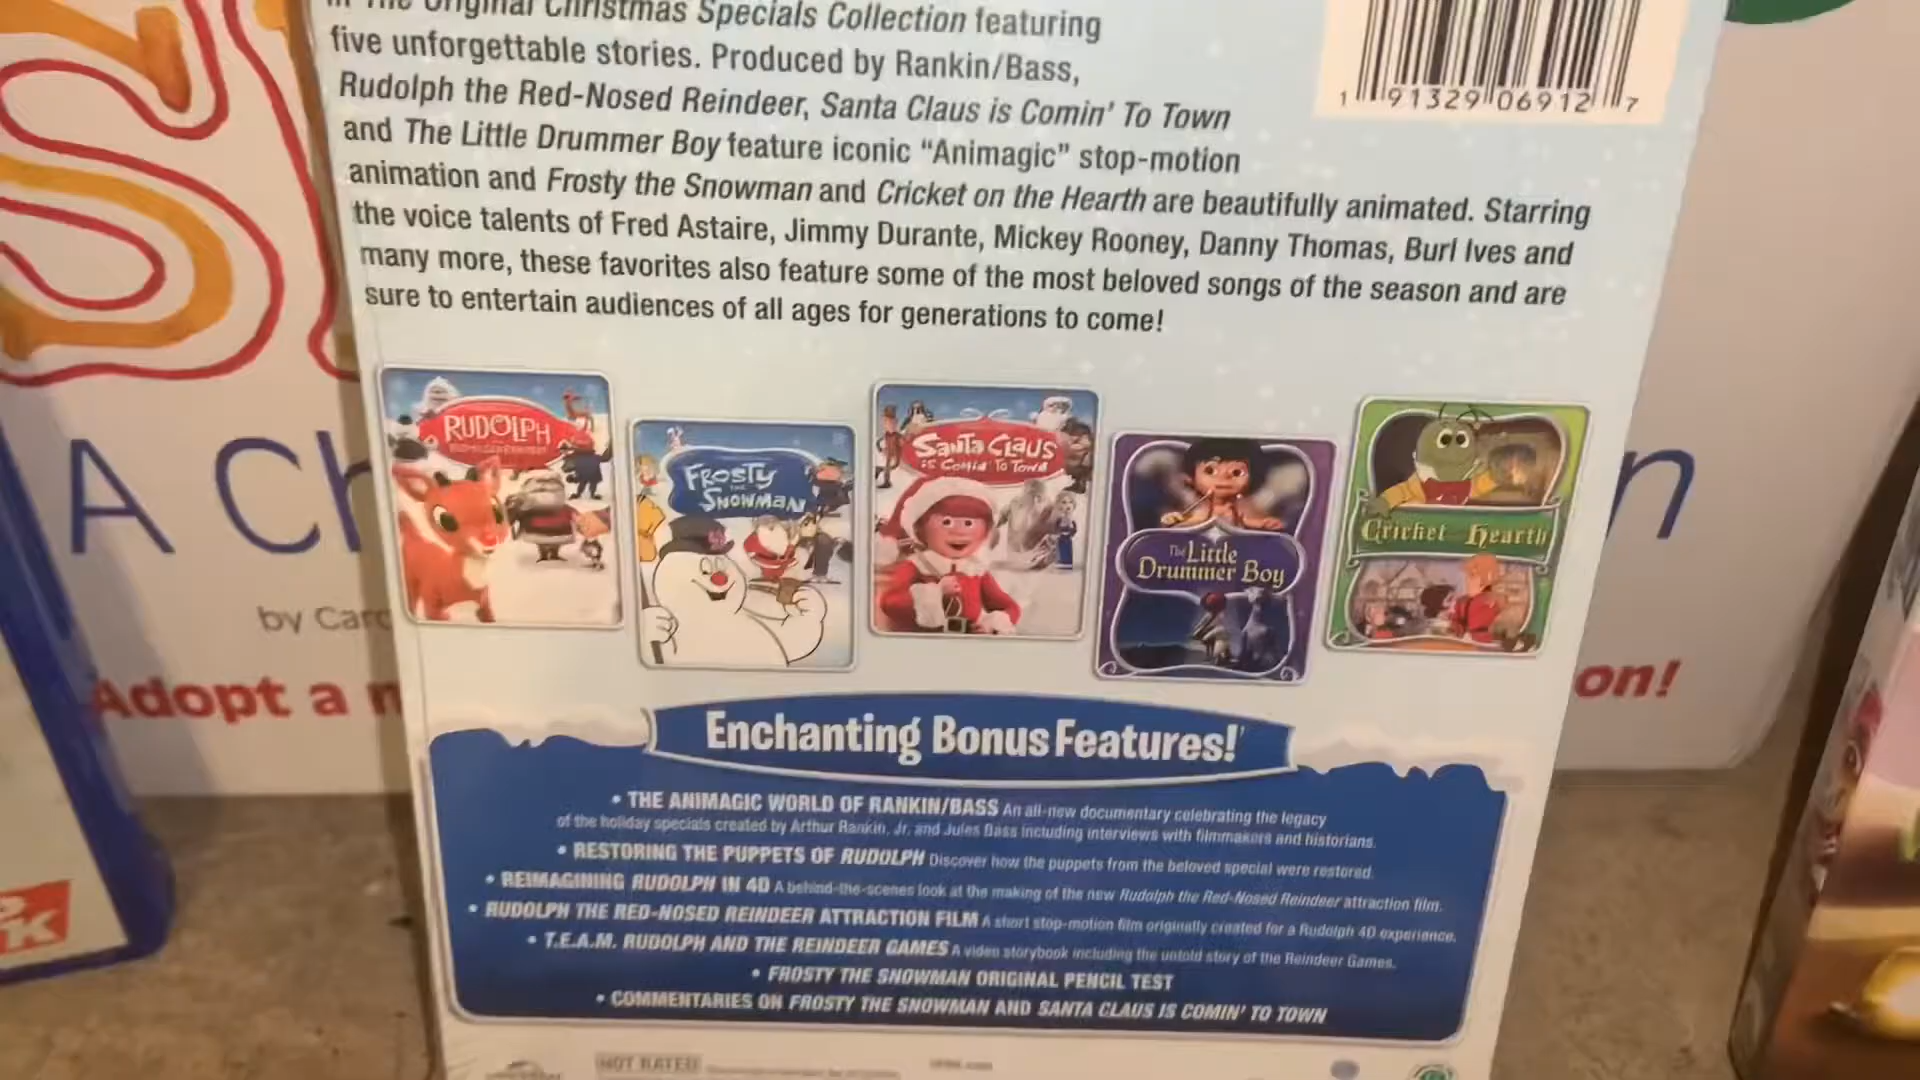 The Original Christmas Specials Collection featuring
five unforgettable stories. Produced by Rankin/Bass,
Rudolph the Red-Nosed Reindeer, Santa Claus is Comin' To Town
and The Little Drummer Boy feature iconic “Animagic” stop-motion
animation and Frosty the Snowman and Cricket on the Hearth are beautifully animated. Starring
the voice talents of Fred Astaire, Jimmy Durante, Mickey Rooney, Danny Thomas, Burl Ives and
many more, these favorites also feature some of the most beloved songs of the season and are
sure to entertain audiences of all ages for generations to come!
1 91329 06912 7
A Ch
n
by Caro
Adopt a
on!
RUDOLPH
FROSTY
THE
SNOWMAN
Santa Claus
is Comin' To Town
The Little
Drummer Boy
Cricket Hearth
Enchanting Bonus Features!
• THE ANIMAGIC WORLD OF RANKIN/BASS An all-new documentary celebrating the legacy
of the holiday specials created by Arthur Rankin, Jr. and Jules Bass including interviews with filmmakers and historians.
• RESTORING THE PUPPETS OF RUDOLPH Discover how the puppets from the beloved special were restored.
• REIMAGINING RUDOLPH IN 4D A behind-the-scenes look at the making of the new Rudolph the Red-Nosed Reindeer attraction film.
• RUDOLPH THE RED-NOSED REINDEER ATTRACTION FILM A short stop-motion film originally created for a Rudolph 4D experience.
• T.E.A.M. RUDOLPH AND THE REINDEER GAMES A video storybook including the untold story of the Reindeer Games.
• FROSTY THE SNOWMAN ORIGINAL PENCIL TEST
• COMMENTARIES ON FROSTY THE SNOWMAN AND SANTA CLAUS IS COMIN' TO TOWN
NOT RATED